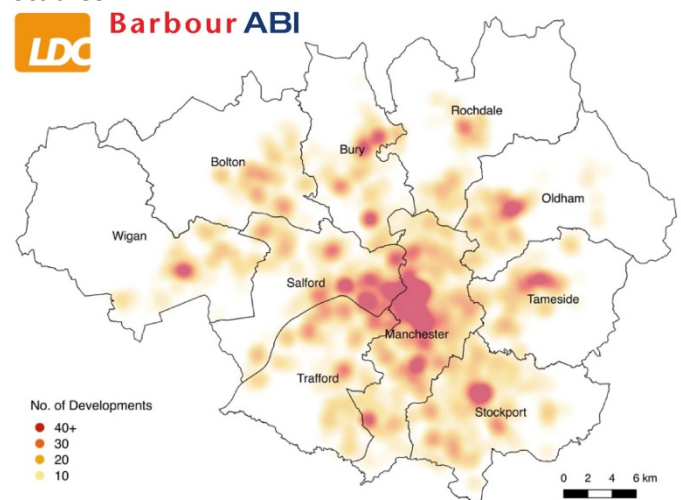 Barbour ABI
LDC
Rochdale
Bury
Bolton
Oldham
Wigan
Salford
Tameside
Manchester
Trafford
Stockport
No. of Developments
40+
30
20
10
0 2 4 6 km